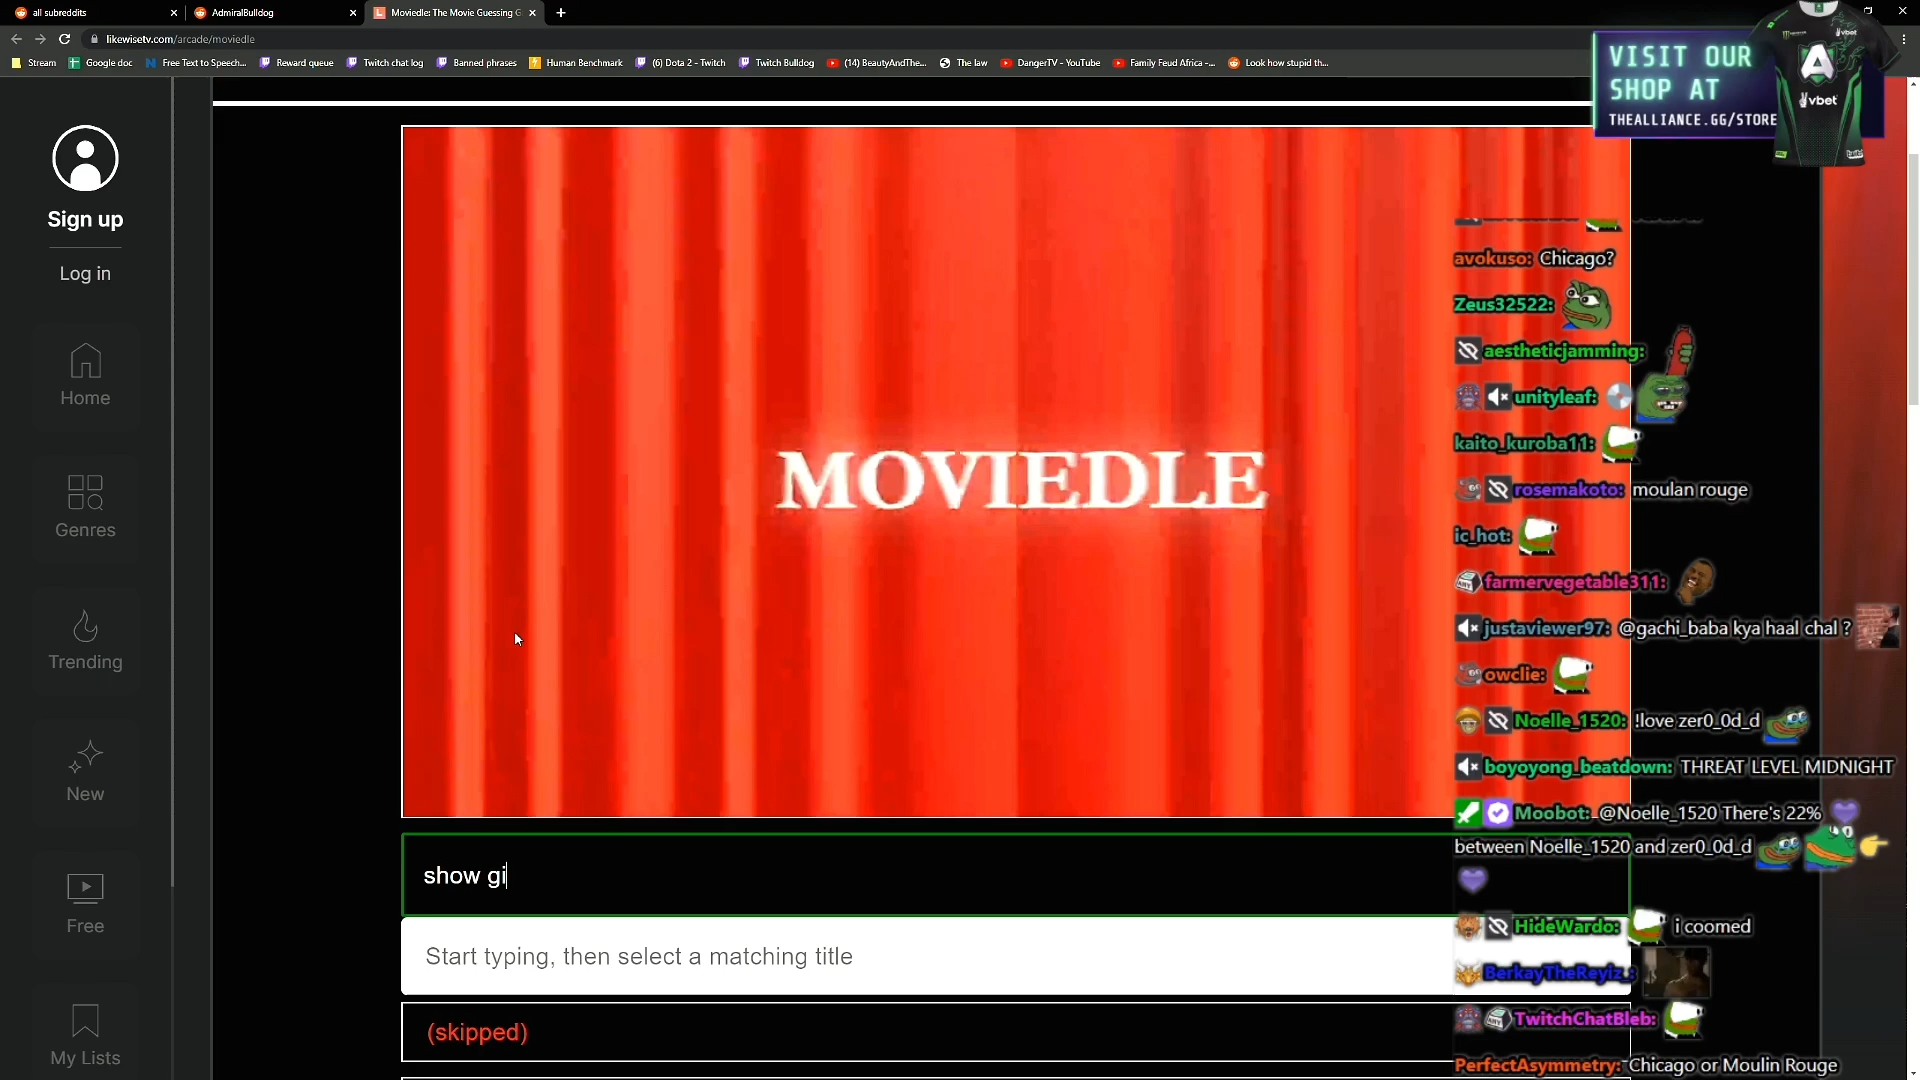 all subreddits
AdmiralBulldog
Moviedle: The Movie Guessing G
likewisetv.com/arcade/moviedle
Stream
Google doc
Free Text to Speech...
Reward queue
Twitch chat log
Banned phrases
Human Benchmark
(6) Dota 2 - Twitch
Twitch Bulldog
(14) BeautyAndThe...
The law
DangerTV - YouTube
Family Feud Africa -...
Look how stupid th...
VISIT OUR
SHOP AT
THEALLIANCE.GG/STORE
vbet
Sign up
Log in
Home
Genres
Trending
New
Free
My Lists
MOVIEDLE
show gi
Start typing, then select a matching title
(skipped)
avokuso: Chicago?
Zeus32522:
aestheticjamming:
unityleaf:
kaito_kuroba11:
rosemakoto: moulan rouge
ic_hot:
farmervegetable311:
justaviewer97: @gachi_baba kya haal chal ?
owclie:
Noelle_1520: !love zer0_0d_d
boyoyong_beatdown: THREAT LEVEL MIDNIGHT
Moobot: @Noelle_1520 There's 22%
between Noelle_1520 and zer0_0d_d
HideWardo: i coomed
BerkayTheReyiz_:
TwitchChatBleb:
PerfectAsymmetry: Chicago or Moulin Rouge